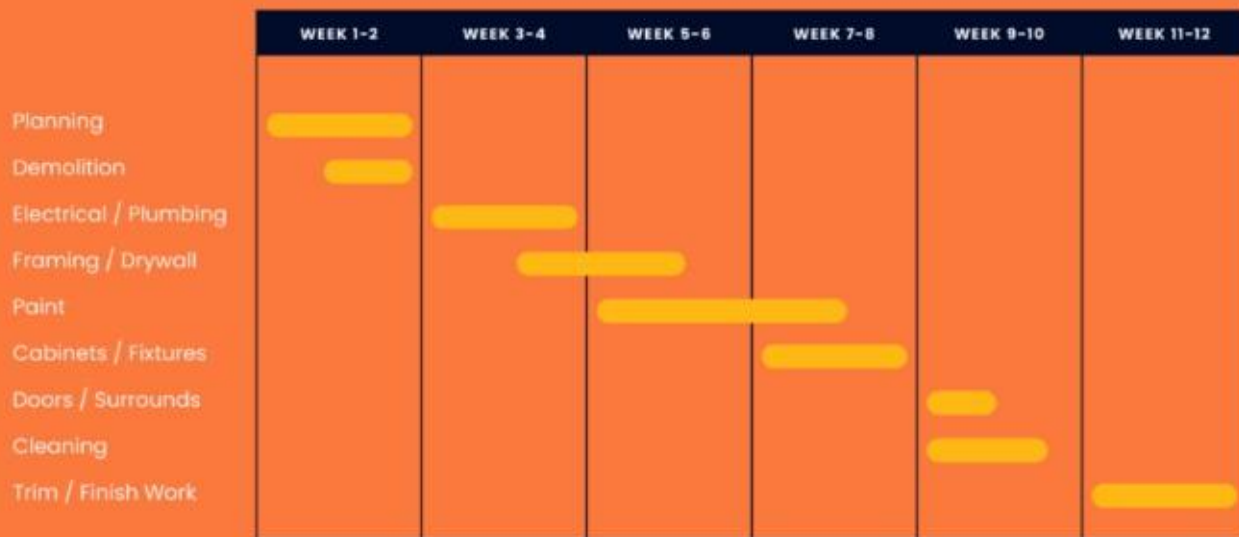 WEEK 1-2 WEEK 3-4 WEEK 5-6 WEEK 7-8 WEEK 9-10 WEEK 11-12
Planning
Demolition
Electrical / Plumbing
Framing / Drywall
Paint
Cabinets / Fixtures
Doors / Surrounds
Cleaning
Trim / Finish Work